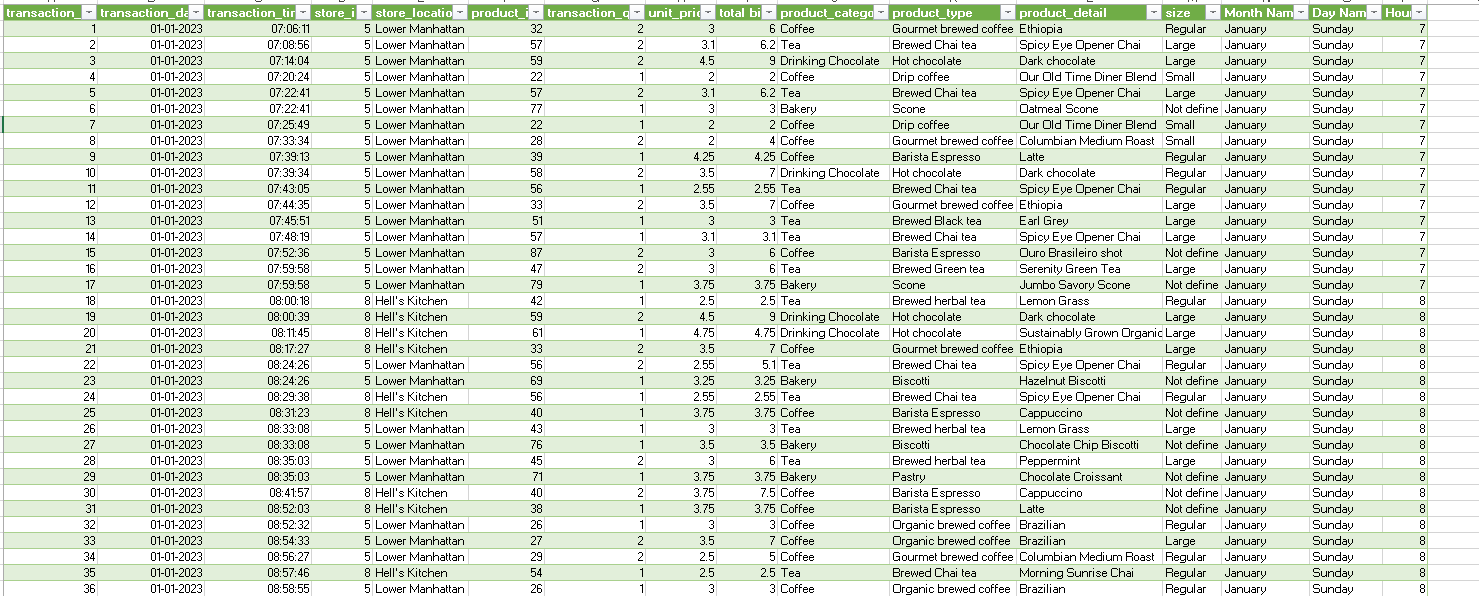 transaction_ transaction_da transaction_tir store_i store_locatio product_i transaction_q unit_pric total bi product_catego product_type product_detail size Month Nam Day Nam Hou
1 01-01-2023 07:06:11 5 Lower Manhattan 32 2 3 6 Coffee Gourmet brewed coffee Ethiopia Regular January Sunday 7
2 01-01-2023 07:08:56 5 Lower Manhattan 57 2 3.1 6.2 Tea Brewed Chai tea Spicy Eye Opener Chai Large January Sunday 7
3 01-01-2023 07:14:04 5 Lower Manhattan 59 2 4.5 9 Drinking Chocolate Hot chocolate Dark chocolate Large January Sunday 7
4 01-01-2023 07:20:24 5 Lower Manhattan 22 1 2 2 Coffee Drip coffee Our Old Time Diner Blend Small January Sunday 7
5 01-01-2023 07:22:41 5 Lower Manhattan 57 2 3.1 6.2 Tea Brewed Chai tea Spicy Eye Opener Chai Large January Sunday 7
6 01-01-2023 07:22:41 5 Lower Manhattan 77 1 3 3 Bakery Scone Oatmeal Scone Not define January Sunday 7
7 01-01-2023 07:25:49 5 Lower Manhattan 22 1 2 2 Coffee Drip coffee Our Old Time Diner Blend Small January Sunday 7
8 01-01-2023 07:33:34 5 Lower Manhattan 28 2 2 4 Coffee Gourmet brewed coffee Columbian Medium Roast Small January Sunday 7
9 01-01-2023 07:39:13 5 Lower Manhattan 39 1 4.25 4.25 Coffee Barista Espresso Latte Regular January Sunday 7
10 01-01-2023 07:39:34 5 Lower Manhattan 58 2 3.5 7 Drinking Chocolate Hot chocolate Dark chocolate Regular January Sunday 7
11 01-01-2023 07:43:05 5 Lower Manhattan 56 1 2.55 2.55 Tea Brewed Chai tea Spicy Eye Opener Chai Regular January Sunday 7
12 01-01-2023 07:44:35 5 Lower Manhattan 33 2 3.5 7 Coffee Gourmet brewed coffee Ethiopia Large January Sunday 7
13 01-01-2023 07:45:51 5 Lower Manhattan 51 1 3 3 Tea Brewed Black tea Earl Grey Large January Sunday 7
14 01-01-2023 07:48:19 5 Lower Manhattan 57 1 3.1 3.1 Tea Brewed Chai tea Spicy Eye Opener Chai Large January Sunday 7
15 01-01-2023 07:52:36 5 Lower Manhattan 87 2 3 6 Coffee Barista Espresso Ouro Brasileiro shot Not define January Sunday 7
16 01-01-2023 07:59:58 5 Lower Manhattan 47 2 3 6 Tea Brewed Green tea Serenity Green Tea Large January Sunday 7
17 01-01-2023 07:59:58 5 Lower Manhattan 79 1 3.75 3.75 Bakery Scone Jumbo Savory Scone Not define January Sunday 7
18 01-01-2023 08:00:18 8 Hell's Kitchen 42 1 2.5 2.5 Tea Brewed herbal tea Lemon Grass Regular January Sunday 8
19 01-01-2023 08:00:39 8 Hell's Kitchen 59 2 4.5 9 Drinking Chocolate Hot chocolate Dark chocolate Large January Sunday 8
20 01-01-2023 08:11:45 8 Hell's Kitchen 61 1 4.75 4.75 Drinking Chocolate Hot chocolate Sustainably Grown Organic Large January Sunday 8
21 01-01-2023 08:17:27 8 Hell's Kitchen 33 2 3.5 7 Coffee Gourmet brewed coffee Ethiopia Large January Sunday 8
22 01-01-2023 08:24:26 5 Lower Manhattan 56 2 2.55 5.1 Tea Brewed Chai tea Spicy Eye Opener Chai Regular January Sunday 8
23 01-01-2023 08:24:26 5 Lower Manhattan 69 1 3.25 3.25 Bakery Biscotti Hazelnut Biscotti Not define January Sunday 8
24 01-01-2023 08:29:38 8 Hell's Kitchen 56 1 2.55 2.55 Tea Brewed Chai tea Spicy Eye Opener Chai Regular January Sunday 8
25 01-01-2023 08:31:23 8 Hell's Kitchen 40 1 3.75 3.75 Coffee Barista Espresso Cappuccino Not define January Sunday 8
26 01-01-2023 08:33:08 5 Lower Manhattan 43 1 3 3 Tea Brewed herbal tea Lemon Grass Large January Sunday 8
27 01-01-2023 08:33:08 5 Lower Manhattan 76 1 3.5 3.5 Bakery Biscotti Chocolate Chip Biscotti Not define January Sunday 8
28 01-01-2023 08:35:03 5 Lower Manhattan 45 2 3 6 Tea Brewed herbal tea Peppermint Large January Sunday 8
29 01-01-2023 08:35:03 5 Lower Manhattan 71 1 3.75 3.75 Bakery Pastry Chocolate Croissant Not define January Sunday 8
30 01-01-2023 08:41:57 8 Hell's Kitchen 40 2 3.75 7.5 Coffee Barista Espresso Cappuccino Not define January Sunday 8
31 01-01-2023 08:52:03 8 Hell's Kitchen 38 1 3.75 3.75 Coffee Barista Espresso Latte Not define January Sunday 8
32 01-01-2023 08:52:32 5 Lower Manhattan 26 1 3 3 Coffee Organic brewed coffee Brazilian Regular January Sunday 8
33 01-01-2023 08:54:33 5 Lower Manhattan 27 2 3.5 7 Coffee Organic brewed coffee Brazilian Large January Sunday 8
34 01-01-2023 08:56:27 5 Lower Manhattan 29 2 2.5 5 Coffee Gourmet brewed coffee Columbian Medium Roast Regular January Sunday 8
35 01-01-2023 08:57:46 8 Hell's Kitchen 54 1 2.5 2.5 Tea Brewed Chai tea Morning Sunrise Chai Regular January Sunday 8
36 01-01-2023 08:58:55 5 Lower Manhattan 26 1 3 3 Coffee Organic brewed coffee Brazilian Regular January Sunday 8